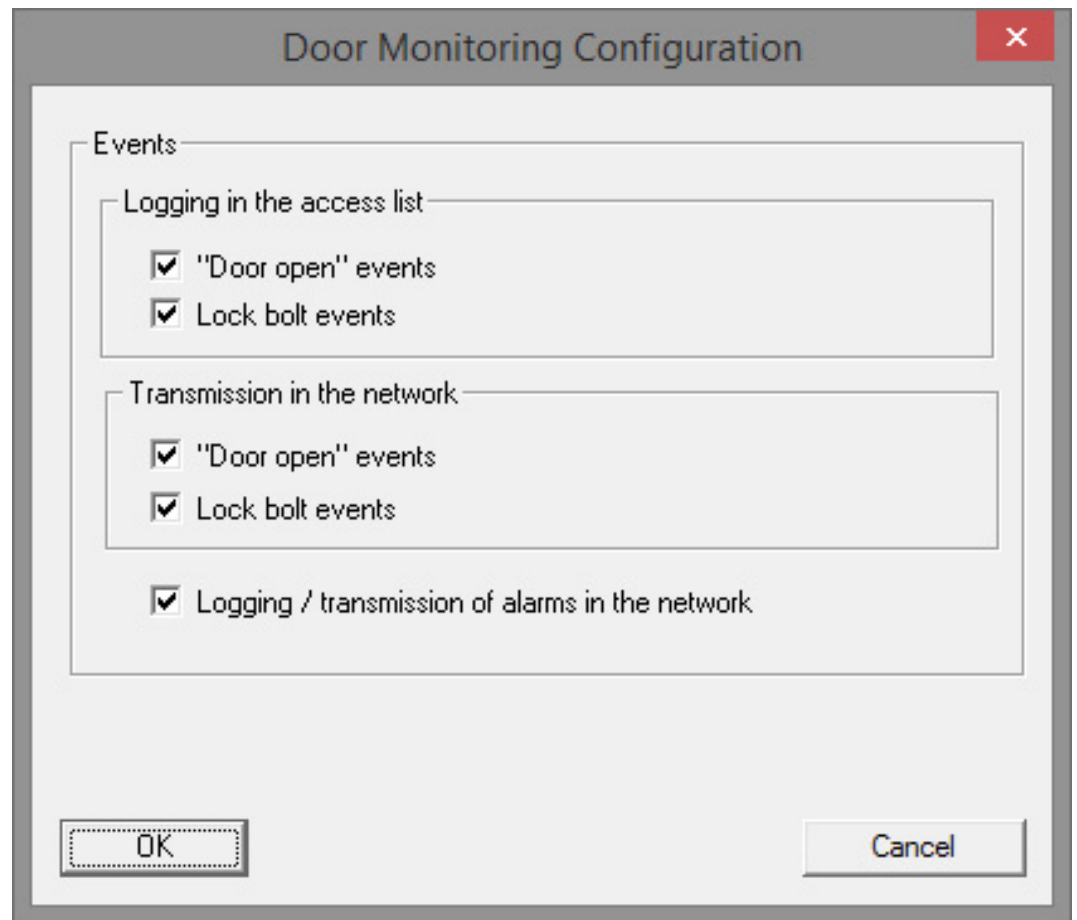 Door Monitoring Configuration
Events
Logging in the access list
"Door open" events
Lock bolt events
Transmission in the network
"Door open" events
Lock bolt events
Logging / transmission of alarms in the network
OK
Cancel